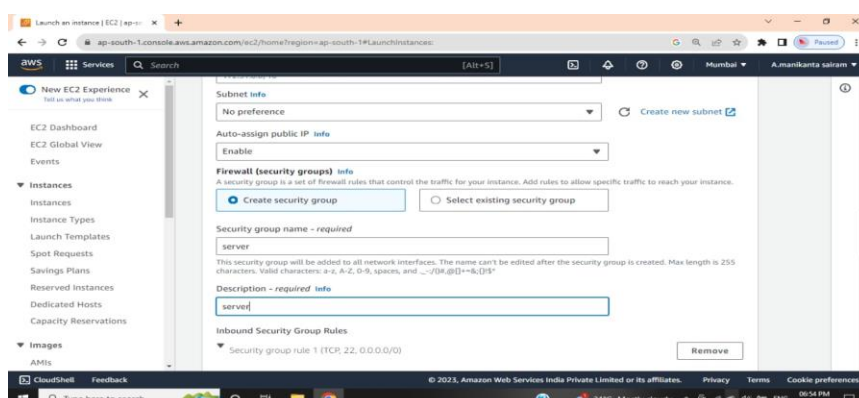 Launch an instance | EC2 | ap-so
ap-south-1.console.aws.amazon.com/ec2/home?region=ap-south-1#LaunchInstances:
Paused
aws
Services
Search
[Alt+S]
Mumbai
A.manikanta sairam
New EC2 Experience
Tell us what you think
EC2 Dashboard
EC2 Global View
Events
Instances
Instances
Instance Types
Launch Templates
Spot Requests
Savings Plans
Reserved Instances
Dedicated Hosts
Capacity Reservations
Images
AMIs
Subnet Info
No preference
Create new subnet
Auto-assign public IP Info
Enable
Firewall (security groups) Info
A security group is a set of firewall rules that control the traffic for your instance. Add rules to allow specific traffic to reach your instance.
Create security group
Select existing security group
Security group name - required
server
This security group will be added to all network interfaces. The name can't be edited after the security group is created. Max length is 255
characters. Valid characters: a-z, A-Z, 0-9, spaces, and
Description - required Info
server
Inbound Security Group Rules
Security group rule 1 (TCP, 22, 0.0.0.0/0)
Remove
CloudShell
Feedback
© 2023, Amazon Web Services India Private Limited or its affiliates.
Privacy
Terms
Cookie preferences
06:54 PM